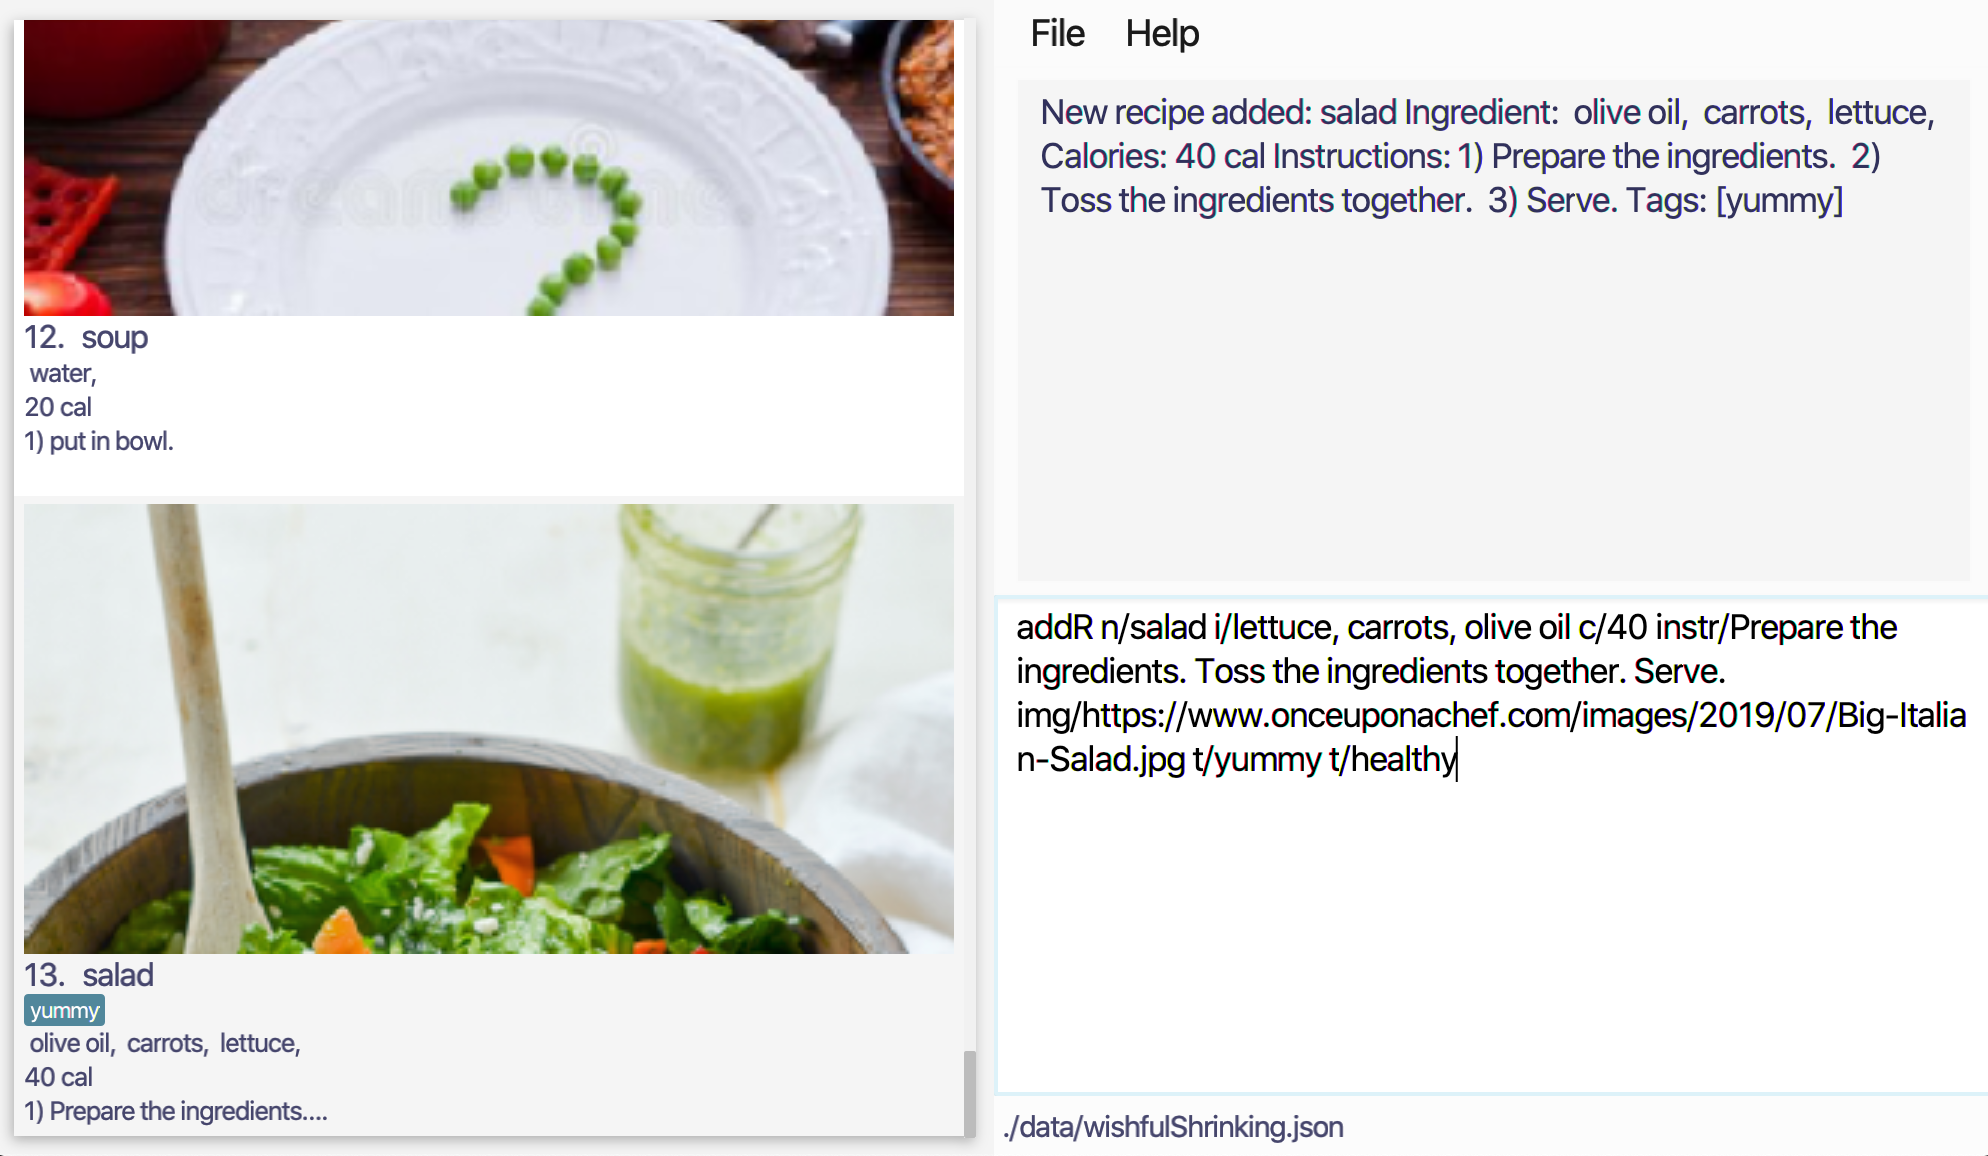 12. soup
water,
20 cal
1) put in bowl.
13. salad
yummy
olive oil, carrots, lettuce,
40 cal
1) Prepare the ingredients....
File Help
New recipe added: salad Ingredient: olive oil, carrots, lettuce,
Calories: 40 cal Instructions: 1) Prepare the ingredients. 2)
Toss the ingredients together. 3) Serve. Tags: [yummy]
addR n/salad i/lettuce, carrots, olive oil c/40 instr/Prepare the
ingredients. Toss the ingredients together. Serve.
img/https://www.onceuponachef.com/images/2019/07/Big-Italia
n-Salad.jpg t/yummy t/healthy
./data/wishfulShrinking.json